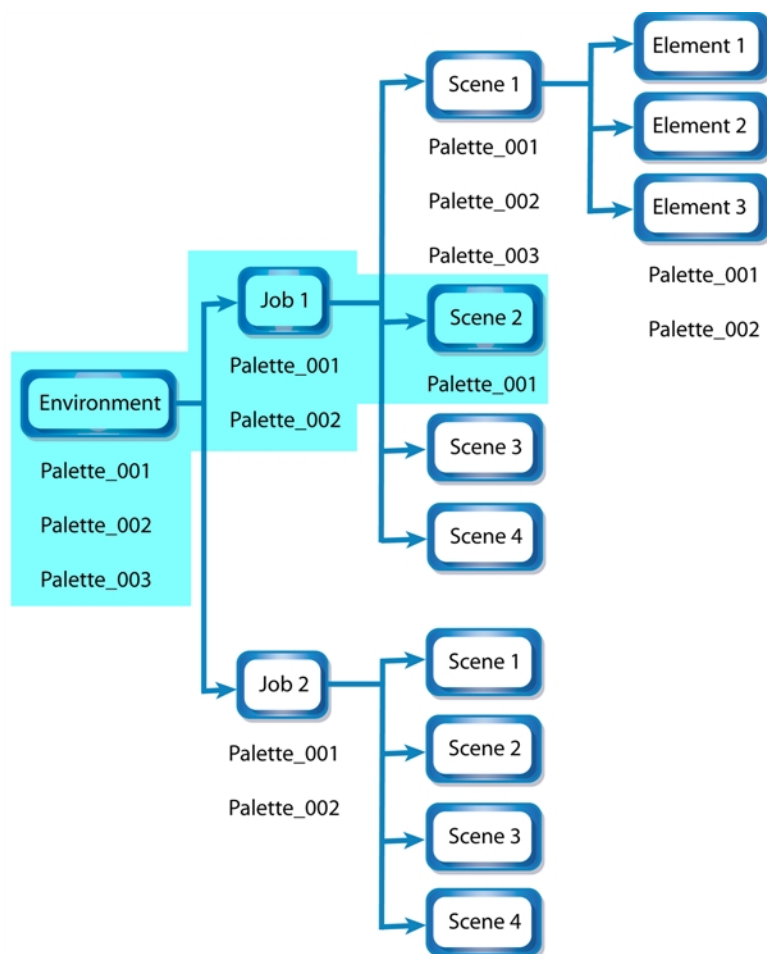 Element 1
Scene 1
Element 2
Palette_001
Palette_002
Element 3
Palette_003
Palette_001
Palette_002
Job 1
Scene 2
Palette_001
Palette_002
Palette_001
Environment
Palette_001
Palette_002
Palette_003
Scene 3
Scene 4
Job 2
Palette_001
Palette_002
Scene 1
Scene 2
Scene 3
Scene 4